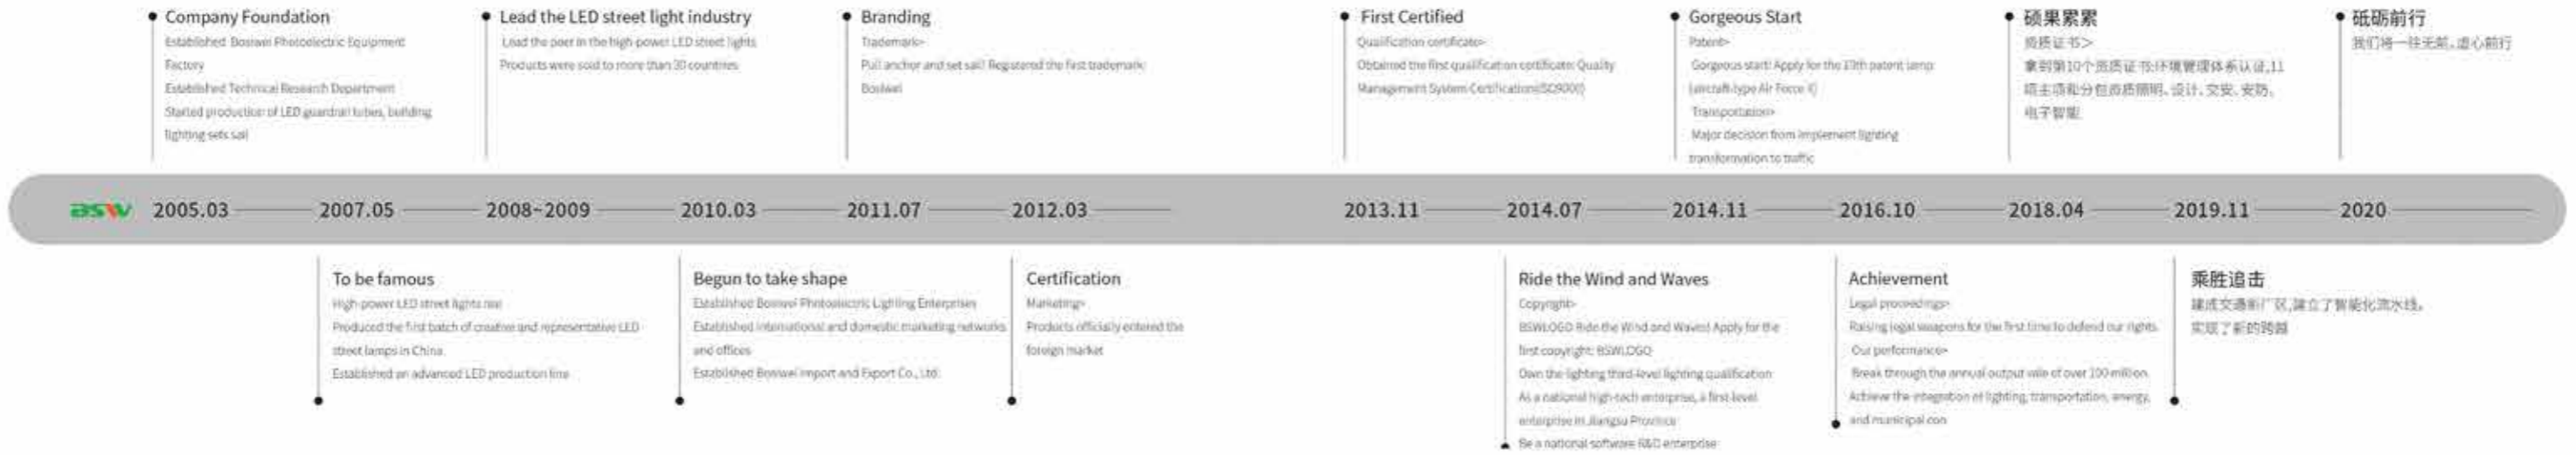 Company Foundation
Established Bosiwei Photoelectric Equipment
Factory
Established Technical Research Department
Started production of LED guardrail tubes, building
lighting sets sail
Lead the LED street light industry
Lead the peer in the high-power LED street lights
Products were sold to more than 30 countries
Branding
Trademark>
Pull anchor and set sail! Registered the first trademark:
First Certified
Qualification certificate>
Obtained the first qualification certificate: Quality
Management System Certification(ISO9000)
Gorgeous Start
Patent>
Gorgeous start! Apply for the patent lamp
(aircraft-type Air Force
Transportation>
Major decision from implement lighting
transformation to traffic
硕果累累
资质证书>
拿到第10个资质证书:环境管理体系认证,11
项主项和分包资质照明、设计、交安、安防、
电子智能
砥砺前行
我们将一往无前,虚心前行
BSW 2005.03 2007.05 2008~2009 2010.03 2011.07 2012.03 2013.11 2014.07 2014.11 2016.10 2018.04 2019.11 2020
To be famous
High-power LED street lights rise
Produced the first batch of creative and representative LED
street lamps in China
Established an advanced LED production line
Begun to take shape
Established Bosiwei Photoelectric Lighting Enterprises
Established international and domestic marketing networks
and offices
Established Bosiwei Import and Export Co., Ltd.
Certification
Marketing>
Products officially entered the
foreign market
Ride the Wind and Waves
Copyright>
BSWLOGO Ride the Wind and Waves! Apply for the
first copyright: BSWLOGO
Own the lighting third-level lighting qualification
As a national high-tech enterprise, a first-level
enterprise in Jiangsu Province
Be a national software R&D enterprise
Achievement
Legal proceedings>
Raising legal weapons for the first time to defend our rights
Our performance>
Break through the annual output vale of over 100 million
Achieve the integration of lighting, transportation, energy,
and municipal con
乘胜追击
建成交通新厂区,建立了智能化流水线,
实现了新的跨越